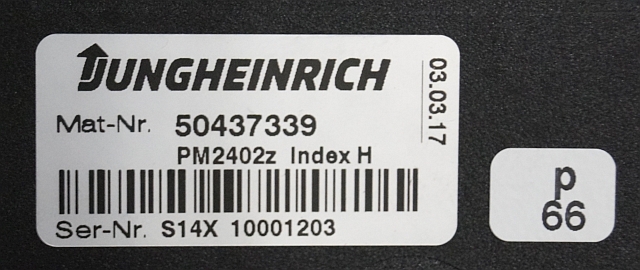 JUNGHEINRICH
03.03.17
Mat-Nr. 50437339
PM2402z Index H
Ser-Nr. S14X 10001203
p
66